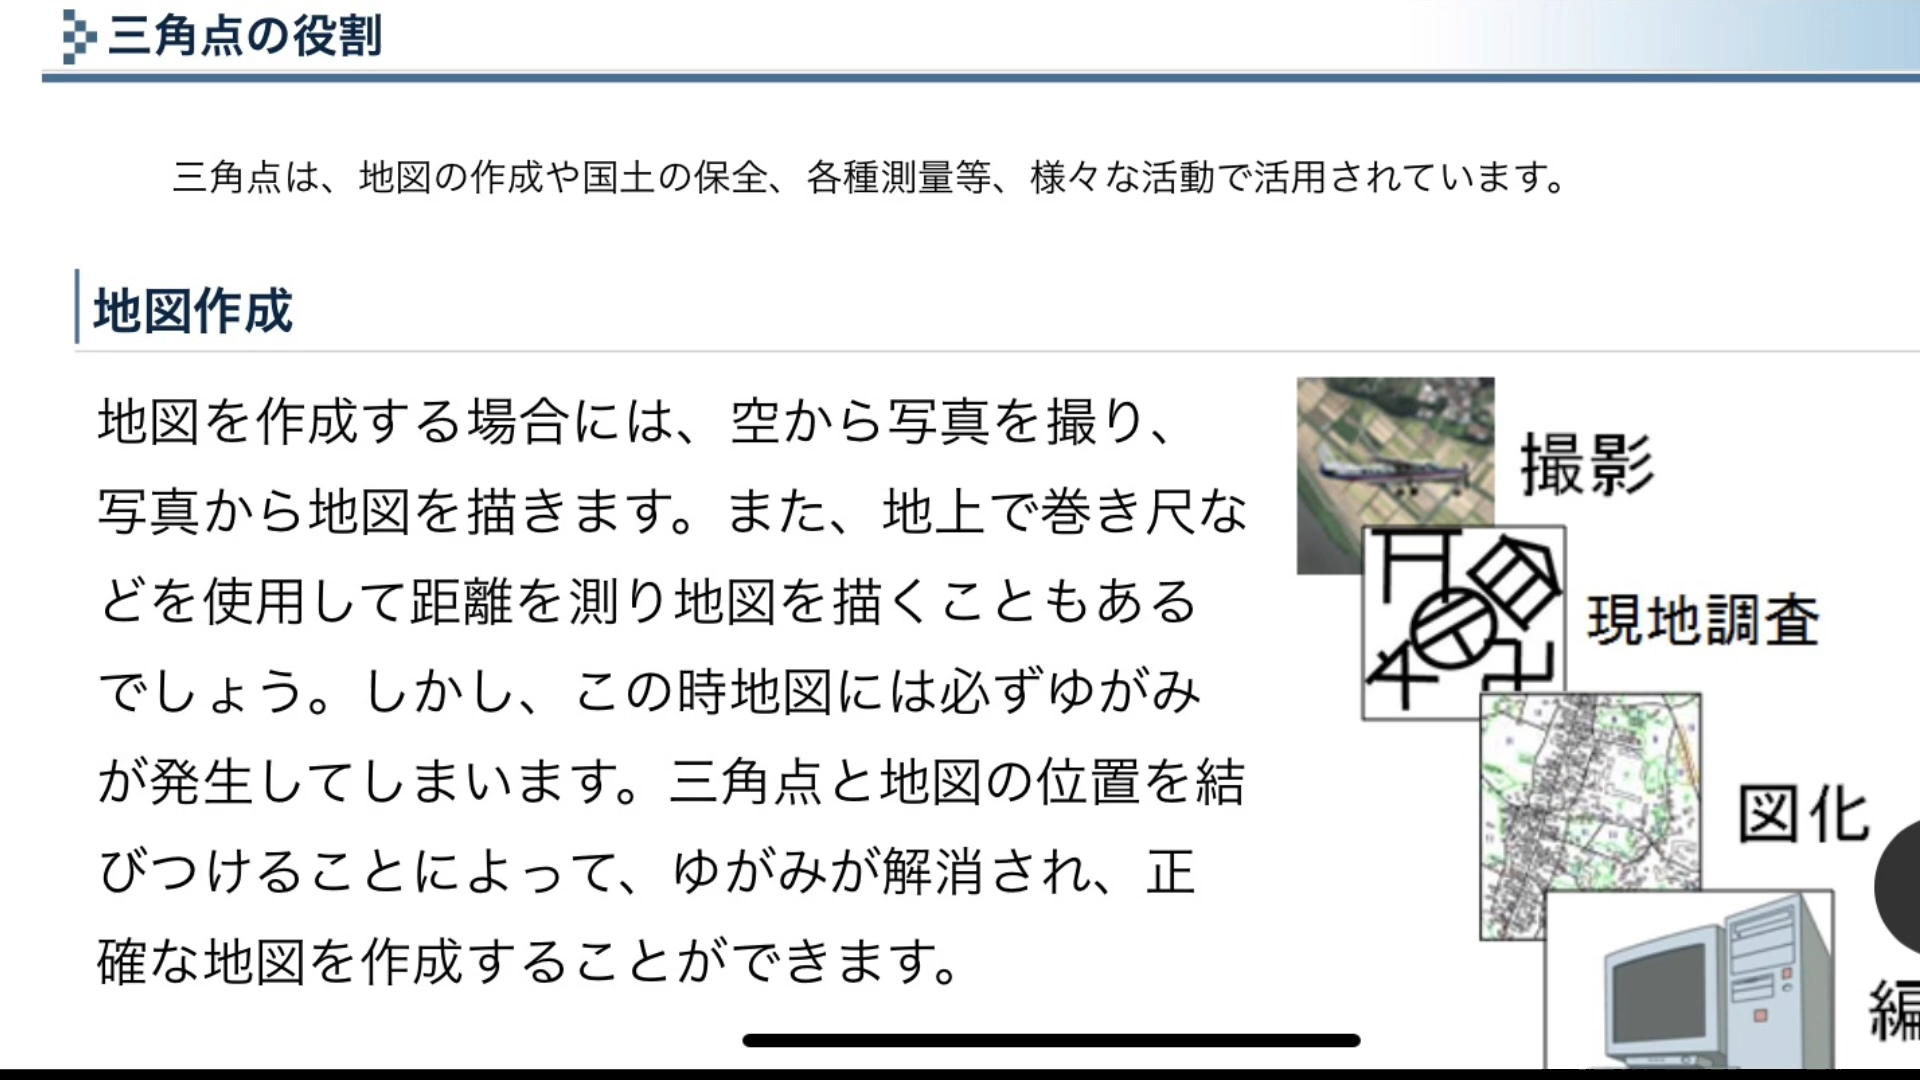 三角点の役割
三角点は、地図の作成や国土の保全、各種測量等、様々な活動で活用されています。
地図作成
地図を作成する場合には、空から写真を撮り、
写真から地図を描きます。また、地上で巻き尺な
どを使用して距離を測り地図を描くこともある
でしょう。しかし、この時地図には必ずゆがみ
が発生してしまいます。三角点と地図の位置を結
びつけることによって、ゆがみが解消され、正
確な地図を作成することができます。
撮影
現地調査
図化
編